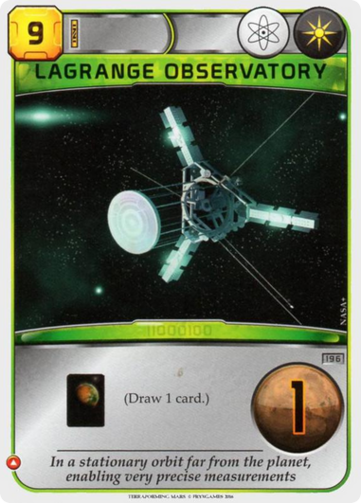 9
LAGRANGE OBSERVATORY
NASA*
11000100
196
(Draw 1 card.)
1
In a stationary orbit far from the planet,
enabling very precise measurements
TERRAFORMING MARS © FRYXGAMES 2016